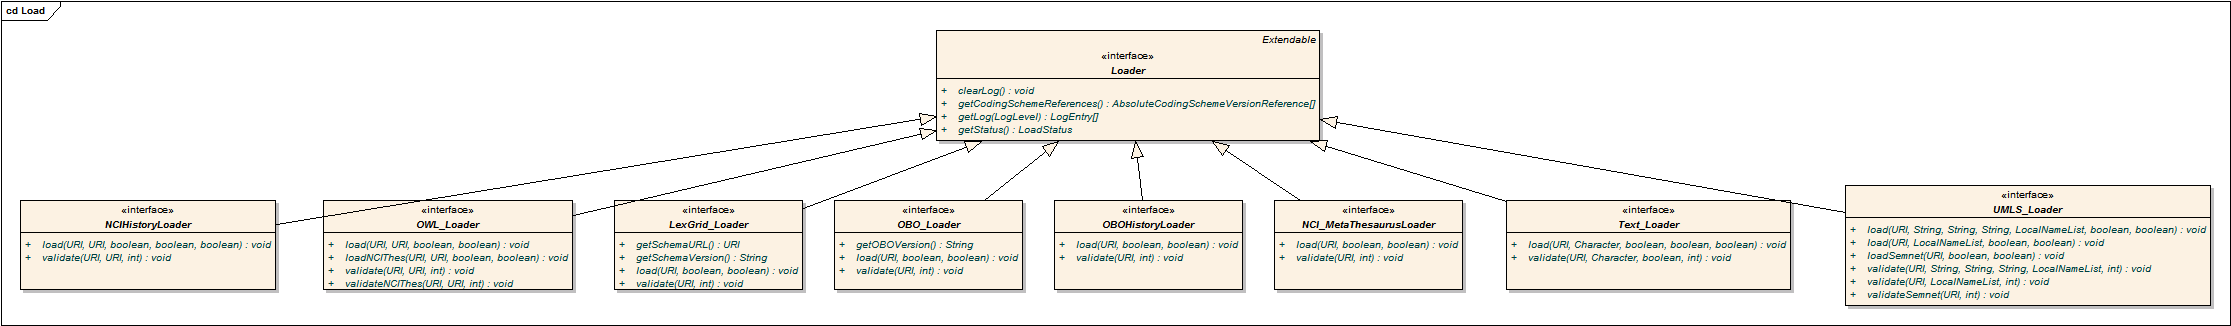 cd Load
Extendable
«interface»
Loader
+ clearLog() : void
+ getCodingSchemeReferences() : AbsoluteCodingSchemeVersionReference[]
+ getLog(LogLevel) : LogEntry[]
+ getStatus() : LoadStatus
«interface»
NCIHistoryLoader
+ load(URI, URI, boolean, boolean, boolean) : void
+ validate(URI, URI, int) : void
«interface»
OWL_Loader
+ load(URI, URI, boolean, boolean) : void
+ loadNCIThes(URI, URI, boolean, boolean) : void
+ validate(URI, URI, int) : void
+ validateNCIThes(URI, URI, int) : void
«interface»
LexGrid_Loader
+ getSchemaURL() : URI
+ getSchemaVersion() : String
+ load(URI, boolean, boolean) : void
+ validate(URI, int) : void
«interface»
OBO_Loader
+ getOBOVersion() : String
+ load(URI, boolean, boolean) : void
+ validate(URI, int) : void
«interface»
OBOHistoryLoader
+ load(URI, boolean, boolean, boolean) : void
+ validate(URI, int) : void
«interface»
NCI_MetaThesaurusLoader
+ load(URI, boolean, boolean) : void
+ validate(URI, int) : void
«interface»
Text_Loader
+ load(URI, Character, boolean, boolean, boolean) : void
+ validate(URI, Character, boolean, int) : void
«interface»
UMLS_Loader
+ load(URI, String, String, String, LocalNameList, boolean, boolean) : void
+ load(URI, LocalNameList, boolean, boolean) : void
+ loadSemnet(URI, boolean, boolean) : void
+ validate(URI, String, String, String, LocalNameList, int) : void
+ validate(URI, LocalNameList, int) : void
+ validateSemnet(URI, int) : void